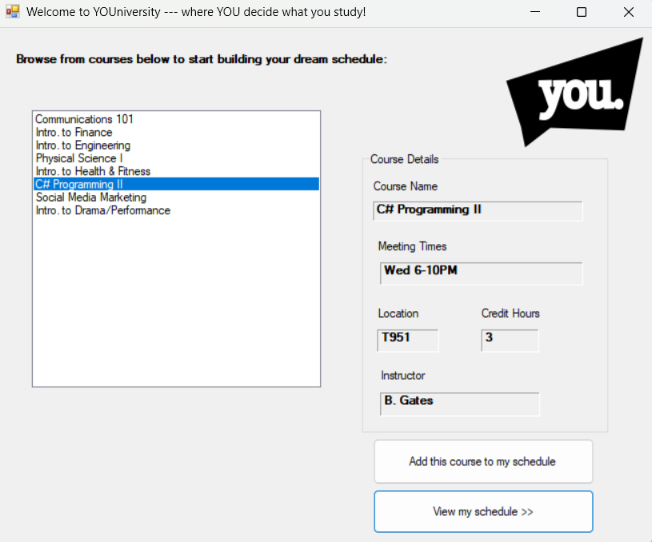 Welcome to YOUniversity --- where YOU decide what you study!
Browse from courses below to start building your dream schedule:
you.
Communications 101
Intro. to Finance
Intro. to Engineering
Physical Science I
Intro. to Health & Fitness
C# Programming II
Social Media Marketing
Intro. to Drama/Performance
Course Details
Course Name
C# Programming II
Meeting Times
Wed 6-10PM
Location
Credit Hours
T951
3
Instructor
B. Gates
Add this course to my schedule
View my schedule >>